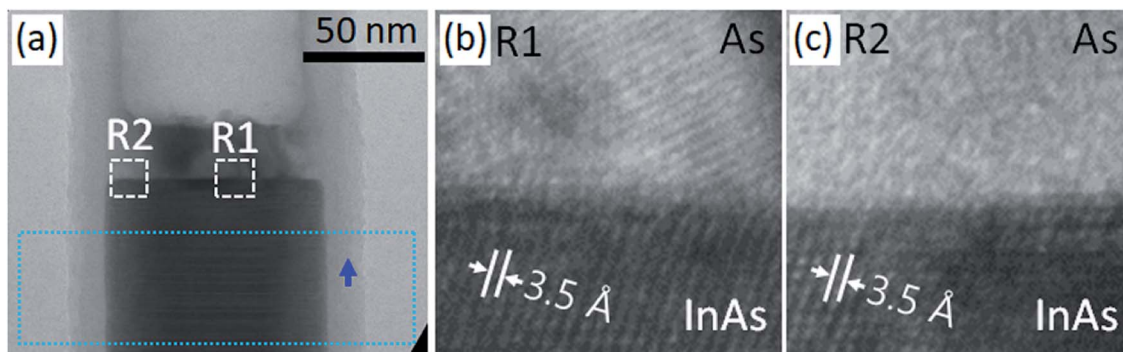 (a)
50 nm
R2
R1
(b) R1
As
3.5 Å
InAs
(c) R2
As
3.5 Å
InAs